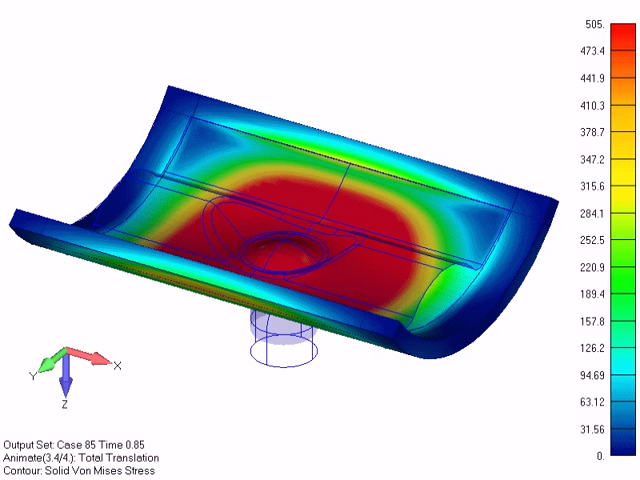 505.
473.4
441.9
410.3
378.7
347.2
315.6
284.1
252.5
220.9
189.4
157.8
126.2
94.69
63.12
31.56
0.
X
Y
Z
Output Set: Case 85 Time 0.85
Animate(3.4/4.): Total Translation
Contour: Solid Von Mises Stress